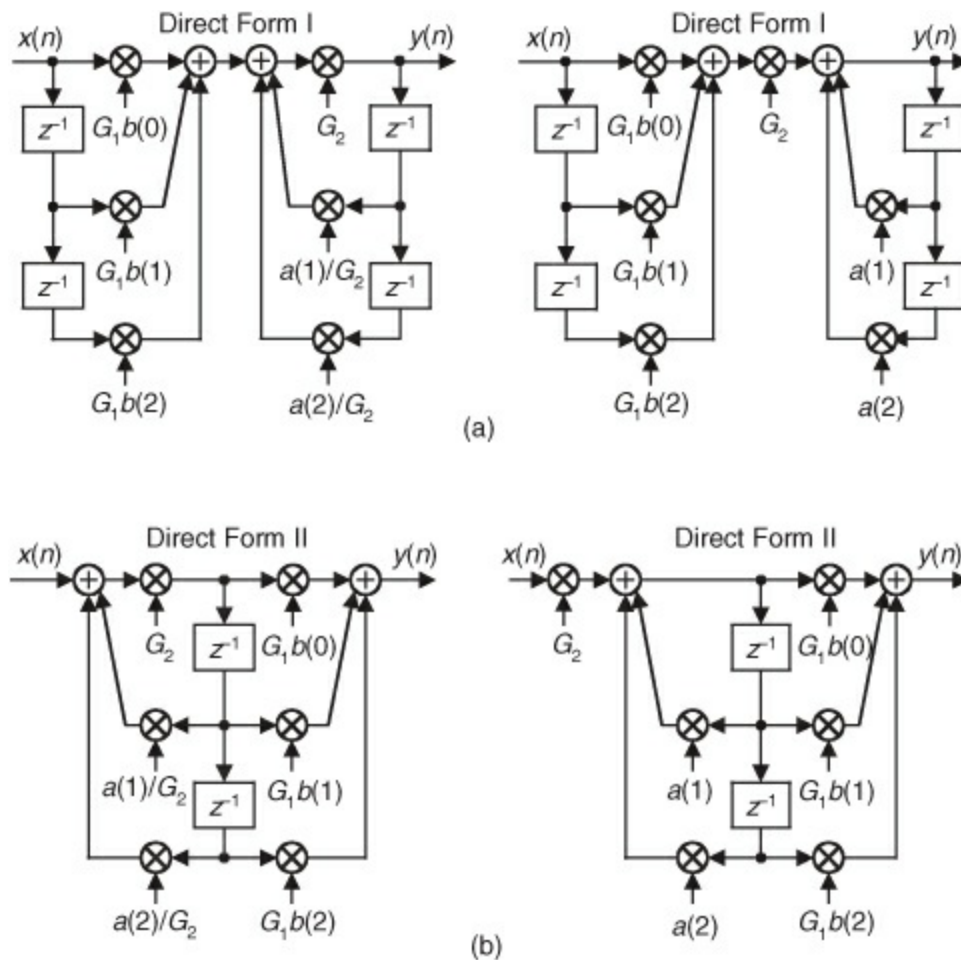 Direct Form I
x(n)
y(n)
z⁻¹
G₁b(0)
G₂
z⁻¹
z⁻¹
G₁b(1)
a(1)/G₂
z⁻¹
G₁b(2)
a(2)/G₂
Direct Form I
x(n)
y(n)
z⁻¹
G₁b(0)
G₂
z⁻¹
z⁻¹
G₁b(1)
a(1)
z⁻¹
G₁b(2)
a(2)
(a)
Direct Form II
x(n)
y(n)
G₂
z⁻¹
G₁b(0)
a(1)/G₂
z⁻¹
G₁b(1)
a(2)/G₂
G₁b(2)
Direct Form II
x(n)
y(n)
G₂
z⁻¹
G₁b(0)
a(1)
z⁻¹
G₁b(1)
a(2)
G₁b(2)
(b)